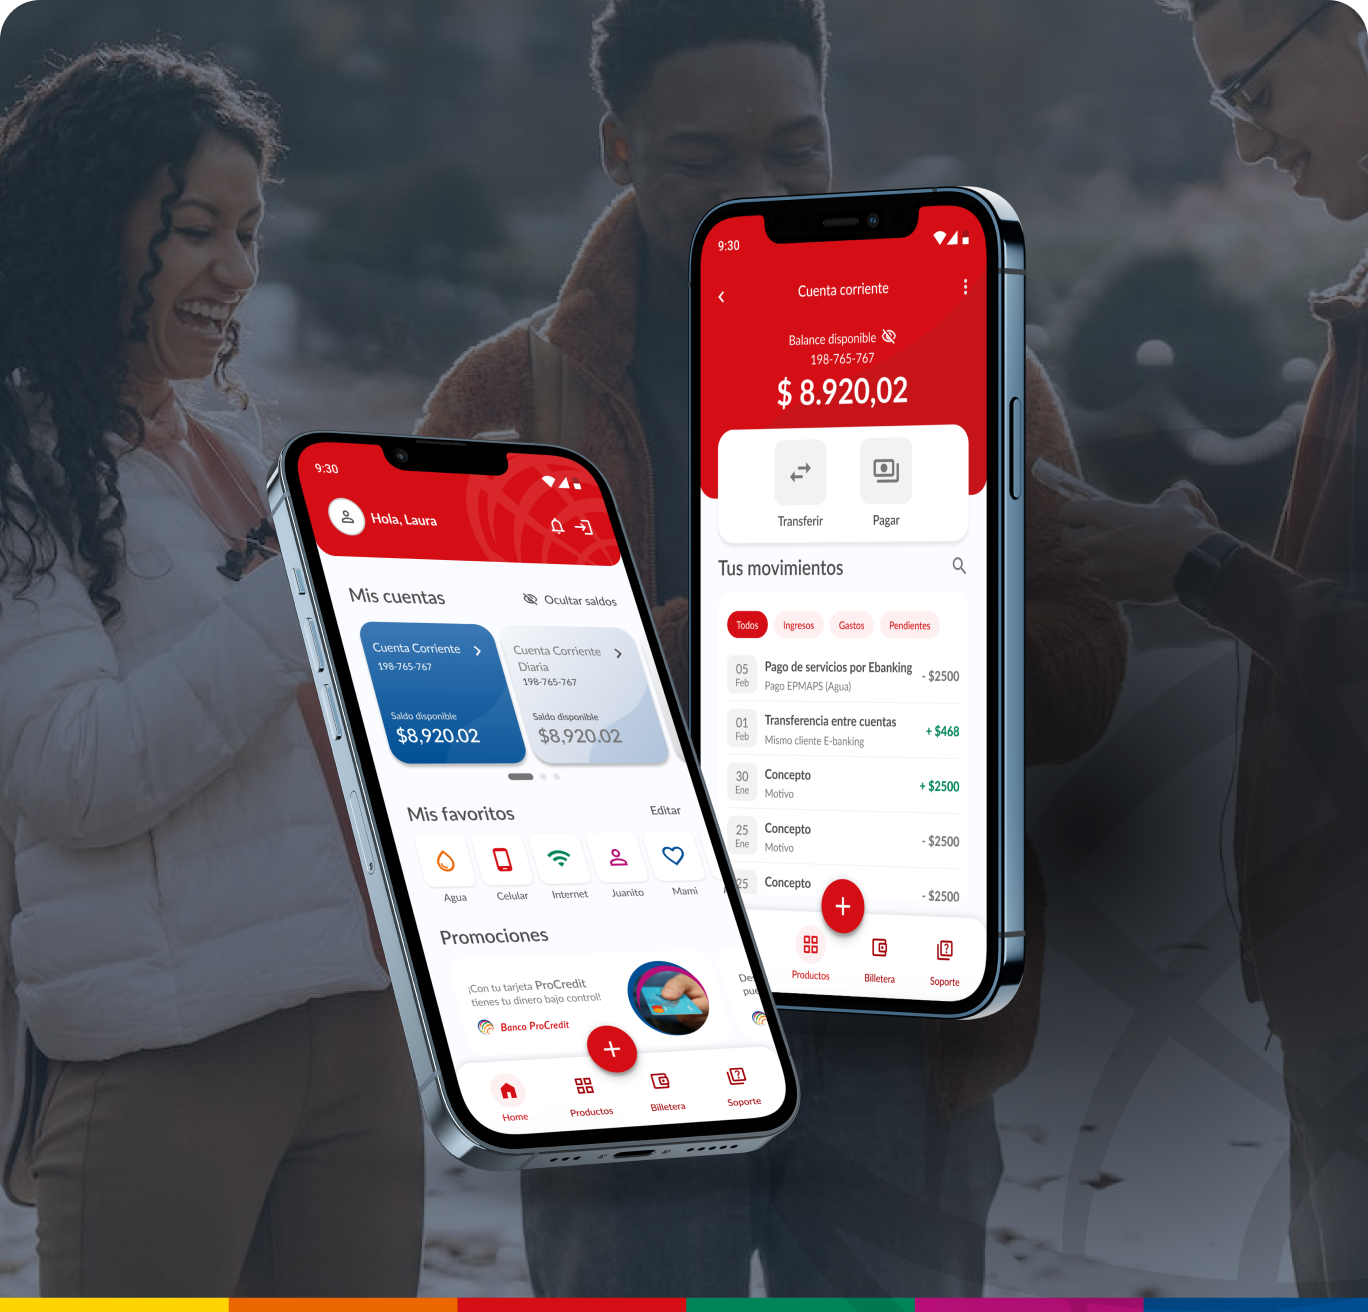 9:30
Hola, Laura
Mis cuentas
Ocultar saldos
Cuenta Corriente
198-765-767
Saldo disponible
$8,920.02
Cuenta Corriente
Diaria
198-765-767
Saldo disponible
$8,920.02
Mis favoritos
Editar
Agua
Celular
Internet
Juanito
Mami
Promociones
¡Con tu tarjeta ProCredit
tienes tu dinero bajo control!
Banco ProCredit
Home
Productos
Billetera
Soporte
9:30
Cuenta corriente
Balance disponible
198-765-767
$ 8.920,02
Transferir
Pagar
Tus movimientos
Todos
Ingresos
Gastos
Pendientes
05
Feb
Pago de servicios por Ebanking
Pago EPMAPS (Agua)
- $2500
01
Feb
Transferencia entre cuentas
Mismo cliente E-banking
+ $468
30
Ene
Concepto
Motivo
+ $2500
25
Ene
Concepto
Motivo
- $2500
25
Concepto
- $2500
Productos
Billetera
Soporte